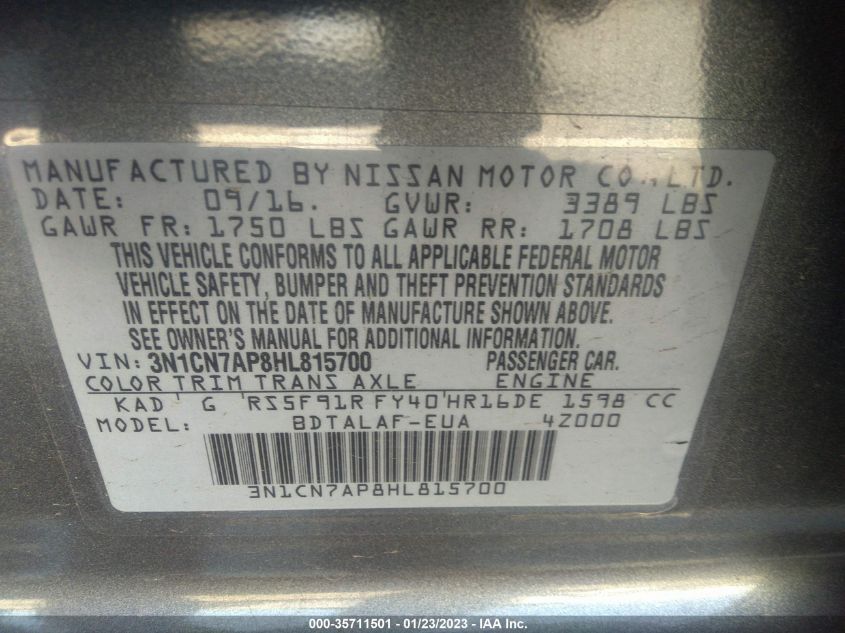 MANUFACTURED BY NISSAN MOTOR CO., LTD.
DATE: 09/16. GVWR: 3389 LBS
GAWR FR: 1750 LBS GAWR RR: 1708 LBS
THIS VEHICLE CONFORMS TO ALL APPLICABLE FEDERAL MOTOR
VEHICLE SAFETY, BUMPER AND THEFT PREVENTION STANDARDS
IN EFFECT ON THE DATE OF MANUFACTURE SHOWN ABOVE.
SEE OWNER'S MANUAL FOR ADDITIONAL INFORMATION.
VIN: 3N1CN7AP8HL815700 PASSENGER CAR.
COLOR TRIM TRANS AXLE ENGINE
KAD G RS5F91R FY40 HR16DE 1598 CC
MODEL: BDTALAF-EUA 4Z000
3N1CN7AP8HL815700
000-35711501 - 01/23/2023 - IAA Inc.